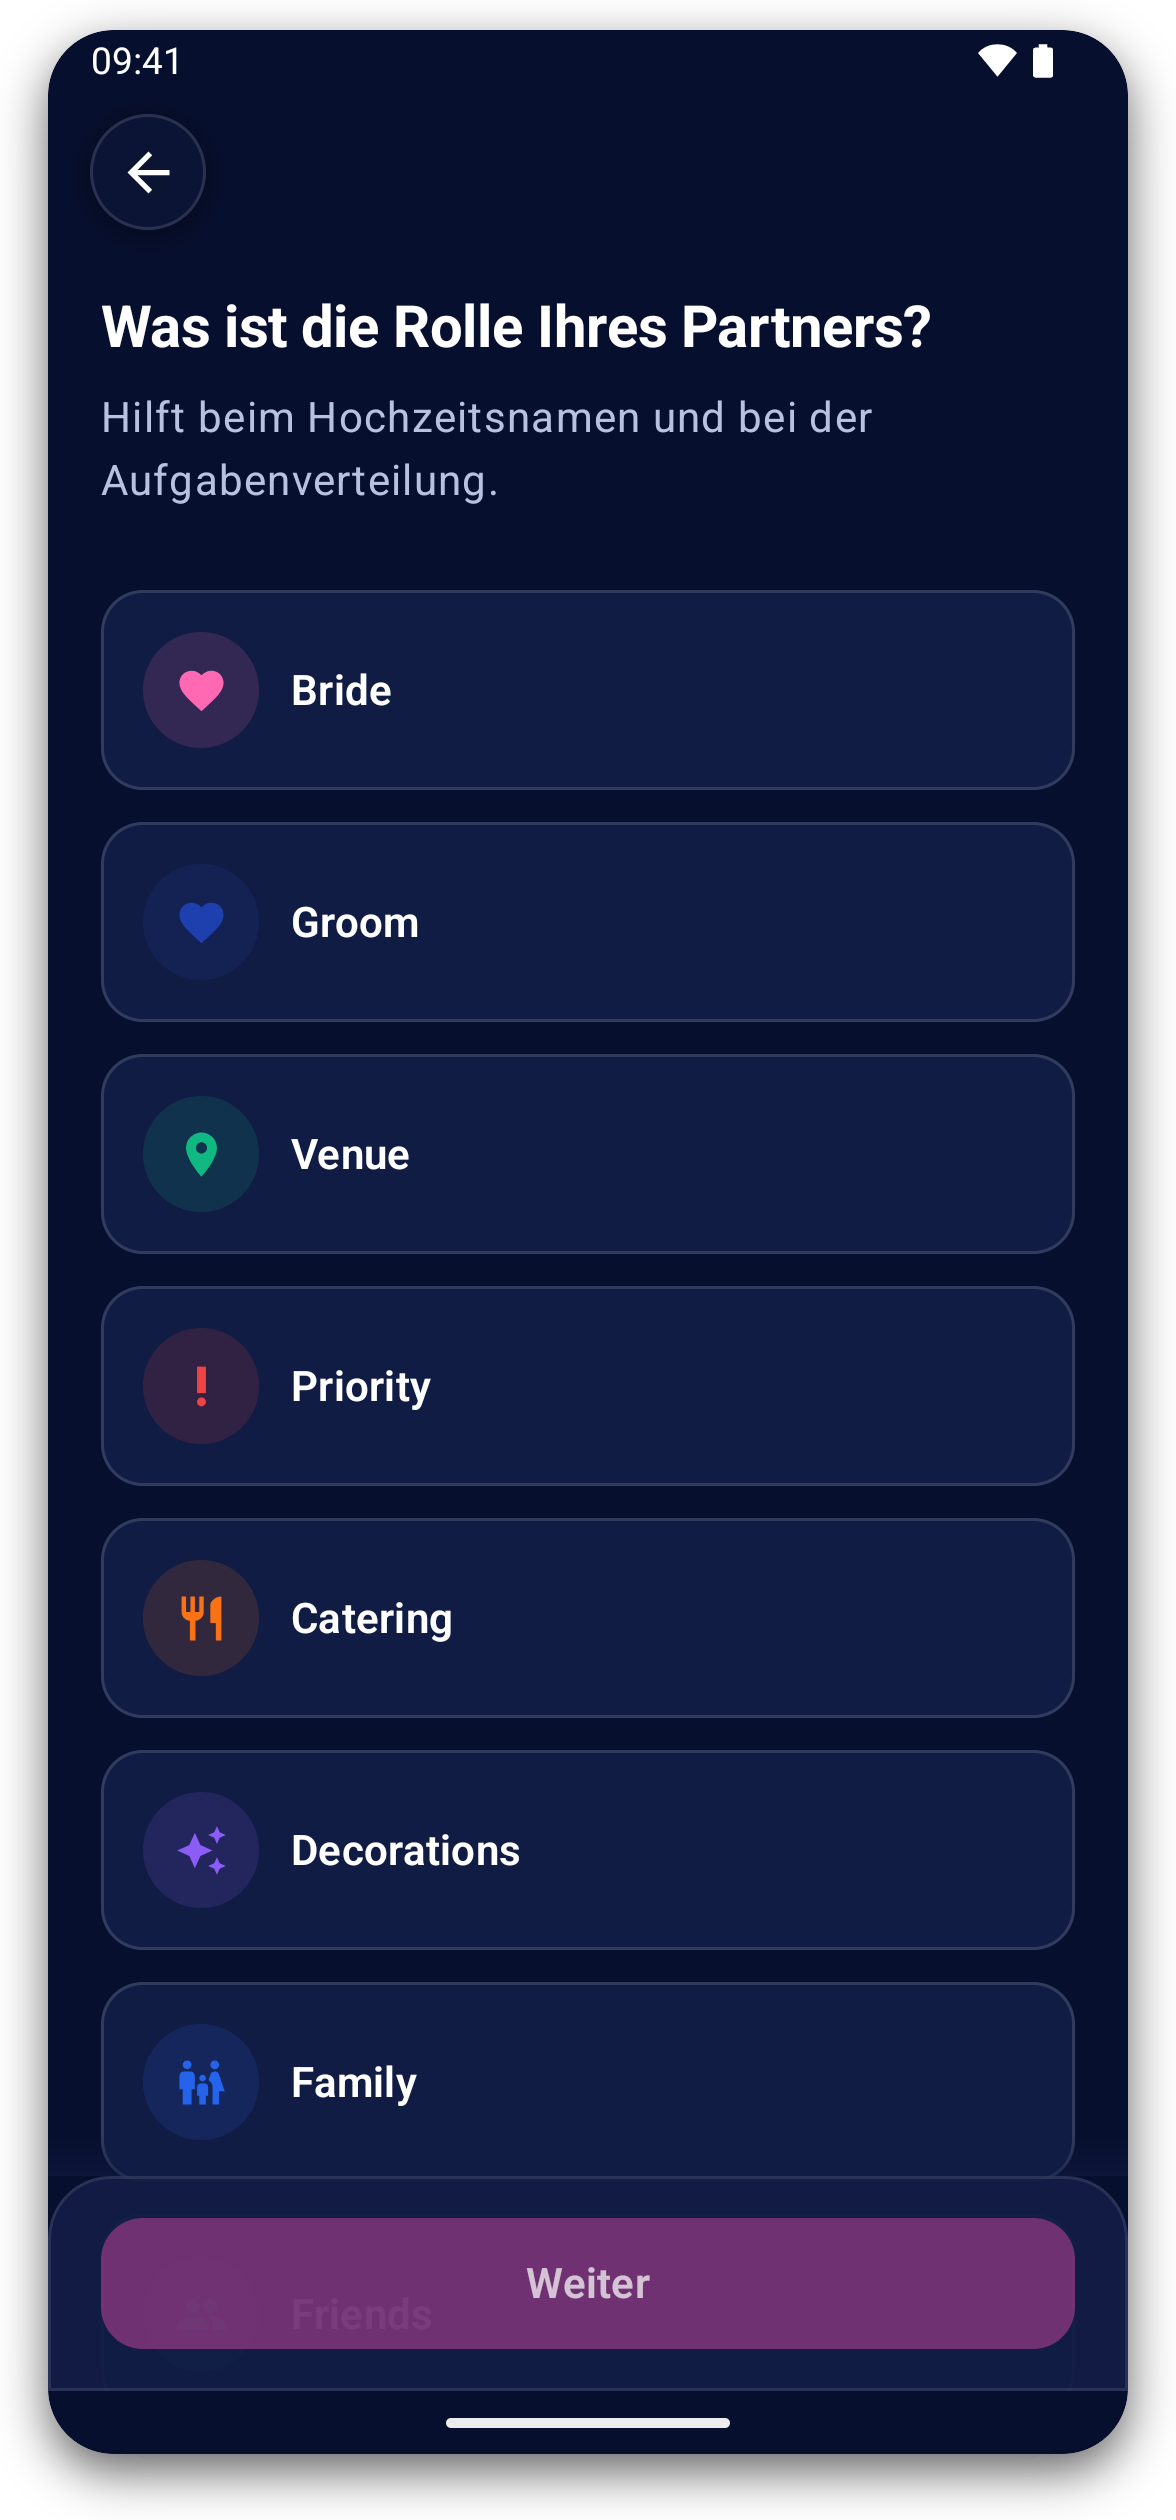 09:41
Was ist die Rolle Ihres Partners?
Hilft beim Hochzeitsnamen und bei der
Aufgabenverteilung.
Bride
Groom
Venue
Priority
Catering
Decorations
Family
Weiter
Friends